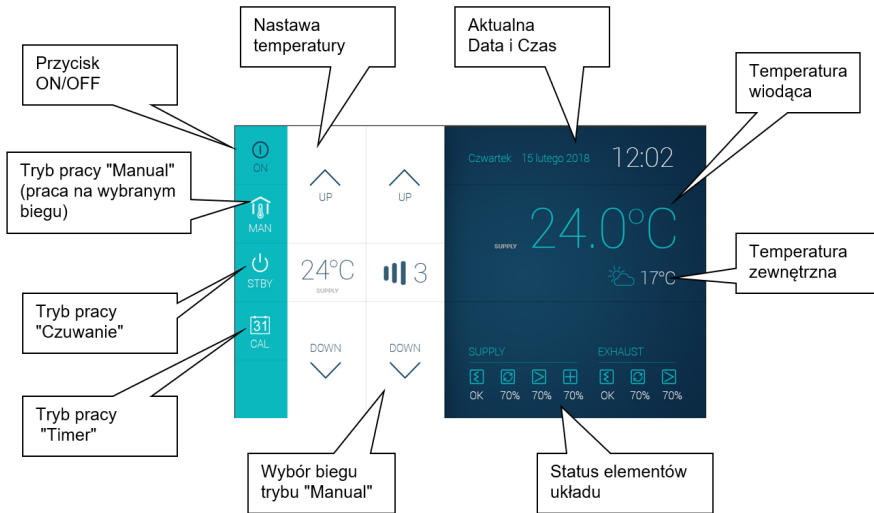 Nastawa
temperatury
Aktualna
Data i Czas
Przycisk
ON/OFF
Temperatura
wiodąca
Tryb pracy "Manual"
(praca na wybranym
biegu)
Tryb pracy
"Czuwanie"
Tryb pracy
"Timer"
ON
MAN
STBY
31
CAL
UP
UP
24°C
SUPPLY
3
DOWN
DOWN
Czwartek 15 lutego 2018 12:02
SUPPLY 24.0°C
17°C
SUPPLY
EXHAUST
OK 70% 70% 70% OK 70% 70%
Temperatura
zewnętrzna
Wybór biegu
trybu "Manual"
Status elementów
układu